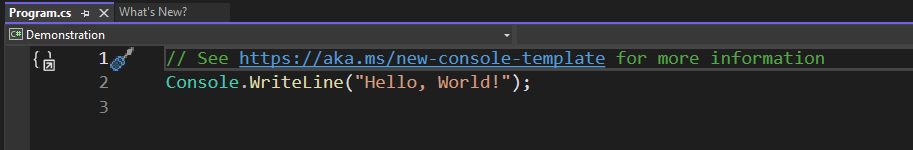 Program.cs
What's New?
C# Demonstration
1 // See https://aka.ms/new-console-template for more information
2 Console.WriteLine("Hello, World!");
3